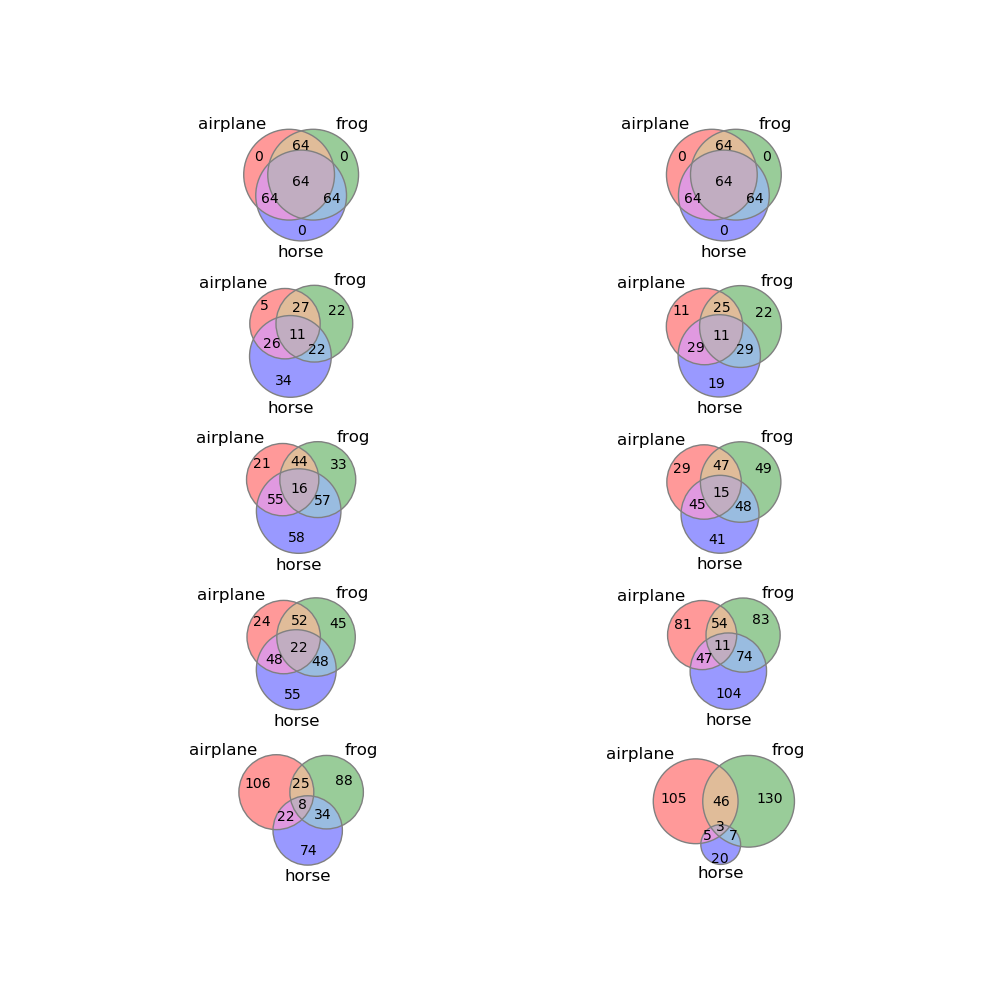 airplane frog
64
0 0
64
64 64
0
horse
airplane frog
64
0 0
64
64 64
0
horse
airplane frog
5 27 22
11
26 22
34
horse
airplane frog
11 25 22
11
29 29
19
horse
airplane frog
21 44 33
16
55 57
58
horse
airplane frog
29 47 49
15
45 48
41
horse
airplane frog
24 52 45
22
48 48
55
horse
airplane frog
81 54 83
11
47 74
104
horse
airplane frog
106 25 88
8
22 34
74
horse
airplane frog
105 46 130
3
5 7
20
horse